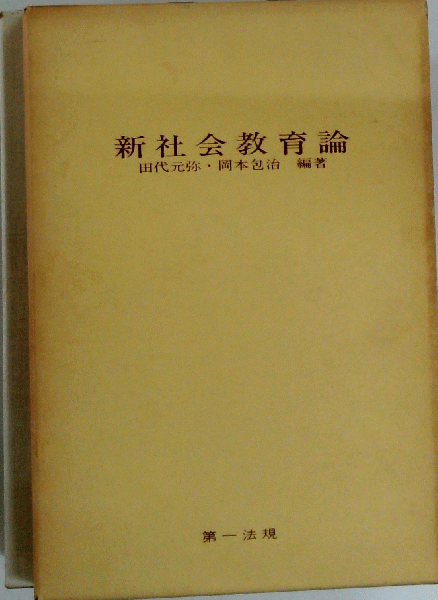 新社会教育論
田代元弥・岡本包治 編著
第一法規